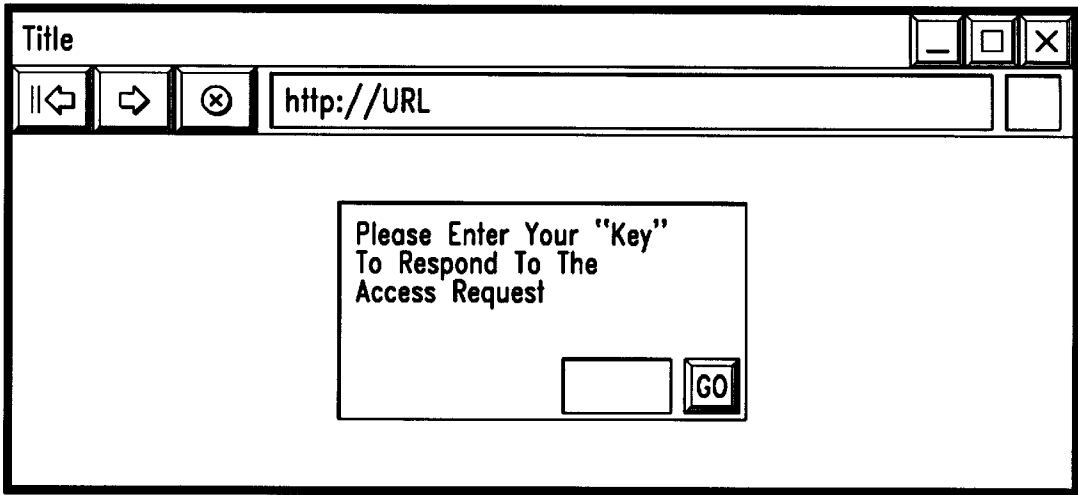 Title
http://URL
Please Enter Your “Key”
To Respond To The
Access Request
GO